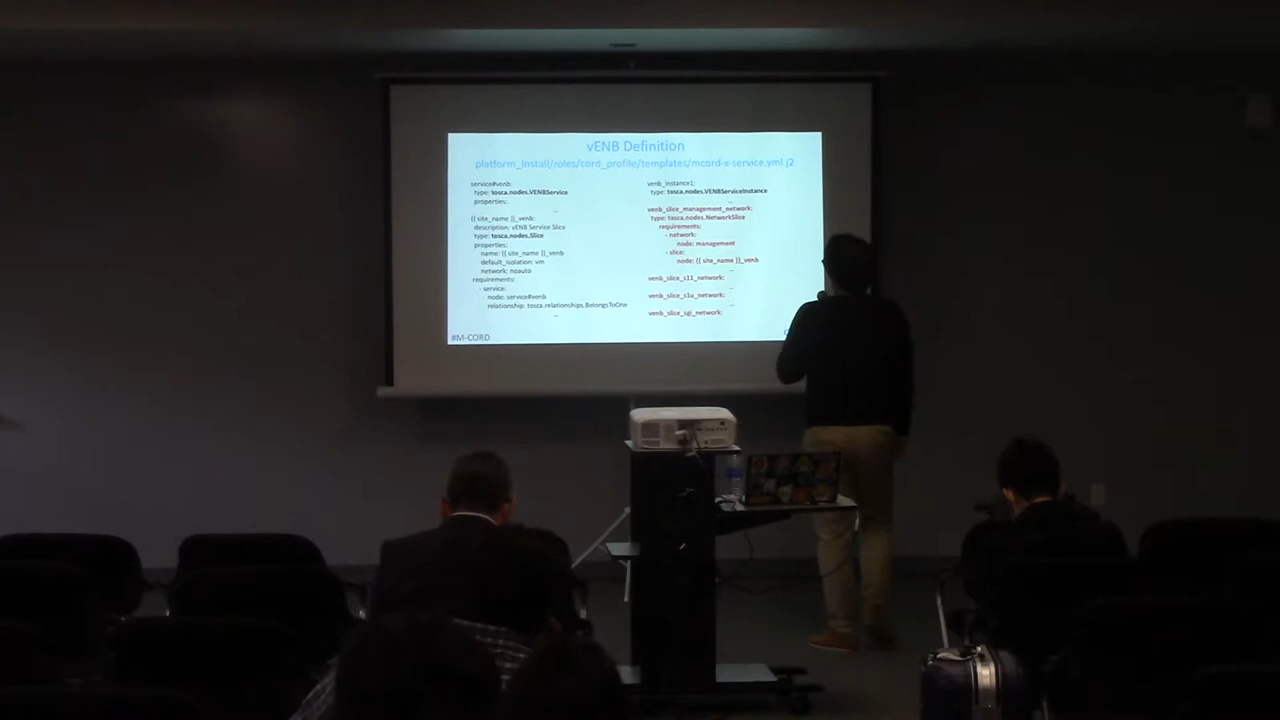 vENB Definition
platform_install/roles/cord_profile/templates/mcord-x-service.yml.j2
service#venb:
type: tosca.nodes.VENBService
properties:
...
{{ site_name }}_venb:
description: vENB Service Slice
type: tosca.nodes.Slice
properties:
name: {{ site_name }}_venb
default_isolation: vm
network: noauto
requirements:
- service:
node: service#venb
relationship: tosca.relationships.BelongsToOne
...
venb_instance1:
type: tosca.nodes.VENBServiceInstance
...
venb_slice_management_network:
type: tosca.nodes.NetworkSlice
requirements:
- network:
node: management
- slice:
node: {{ site_name }}_venb
...
venb_slice_s11_network:
...
venb_slice_s1u_network:
...
venb_slice_sgi_network:
#M-CORD